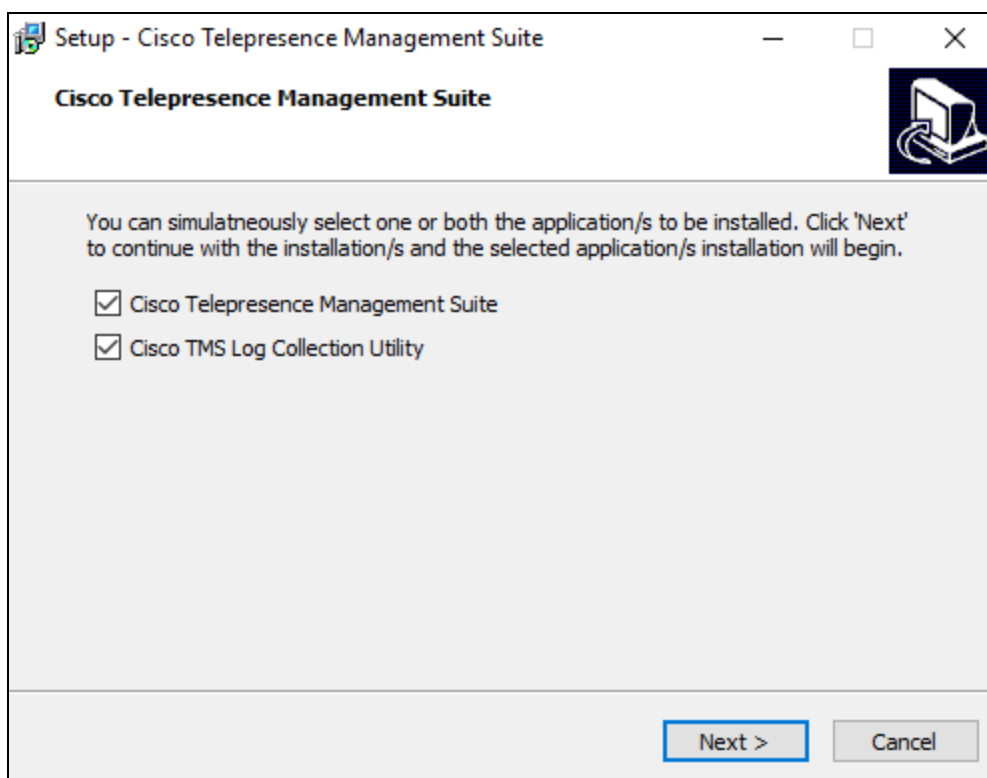 Setup - Cisco Telepresence Management Suite
Cisco Telepresence Management Suite
You can simulatneously select one or both the application/s to be installed. Click 'Next'
to continue with the installation/s and the selected application/s installation will begin.
Cisco Telepresence Management Suite
Cisco TMS Log Collection Utility
Next >
Cancel